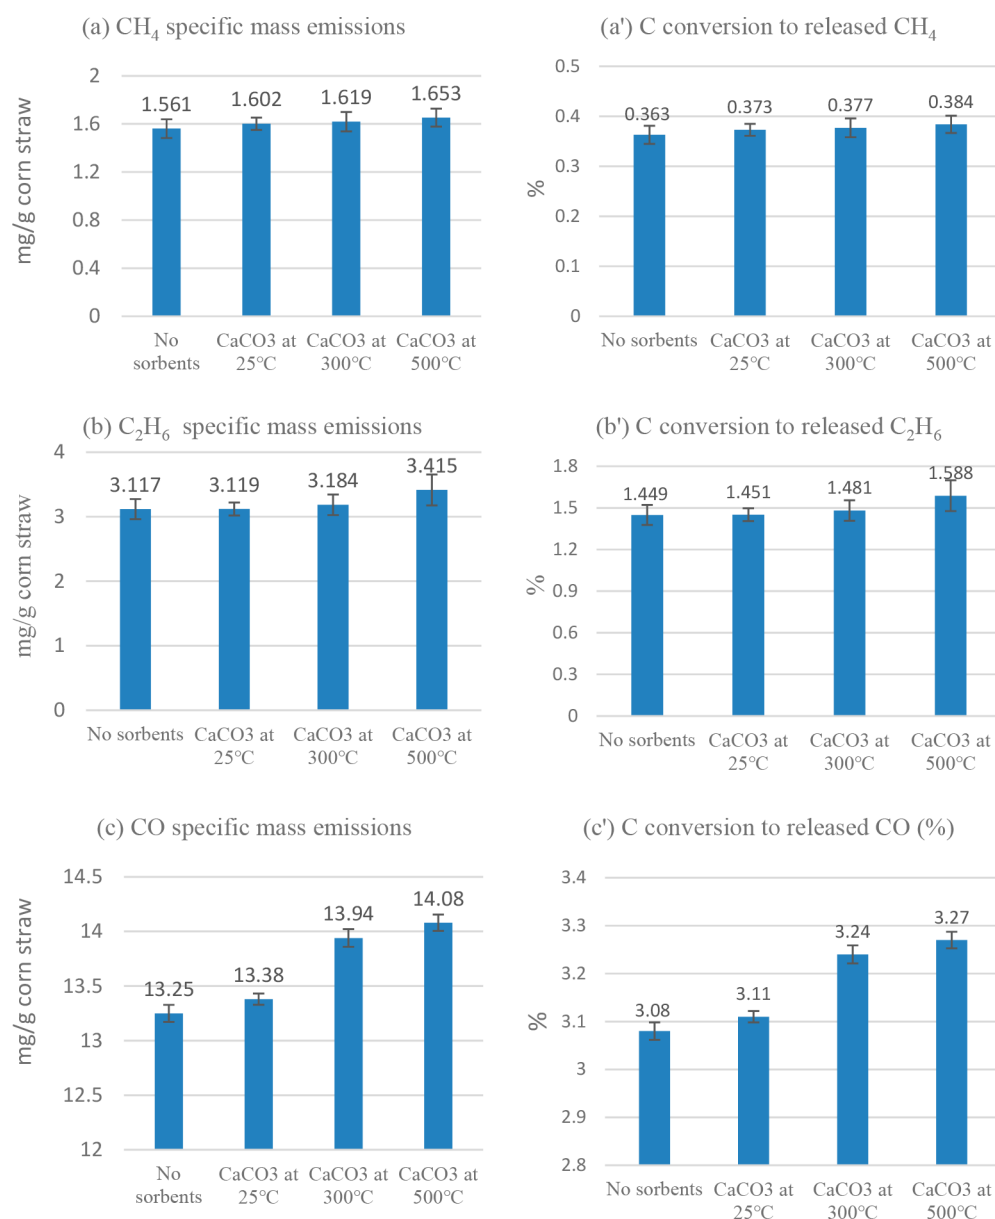 (a) CH₄ specific mass emissions
mg/g corn straw
2
1.6
1.2
0.8
0.4
0
1.561
1.602
1.619
1.653
No sorbents
CaCO3 at 25℃
CaCO3 at 300℃
CaCO3 at 500℃
(a') C conversion to released CH₄
%
0.5
0.4
0.3
0.2
0.1
0
0.363
0.373
0.377
0.384
No sorbents
CaCO3 at 25℃
CaCO3 at 300℃
CaCO3 at 500℃
(b) C₂H₆ specific mass emissions
mg/g corn straw
4
3
2
1
0
3.117
3.119
3.184
3.415
No sorbents
CaCO3 at 25℃
CaCO3 at 300℃
CaCO3 at 500℃
(b') C conversion to released C₂H₆
%
1.8
1.5
1.2
0.9
0.6
0.3
0
1.449
1.451
1.481
1.588
No sorbents
CaCO3 at 25℃
CaCO3 at 300℃
CaCO3 at 500℃
(c) CO specific mass emissions
mg/g corn straw
14.5
14
13.5
13
12.5
12
13.25
13.38
13.94
14.08
No sorbents
CaCO3 at 25℃
CaCO3 at 300℃
CaCO3 at 500℃
(c') C conversion to released CO (%)
%
3.4
3.3
3.2
3.1
3
2.9
2.8
3.08
3.11
3.24
3.27
No sorbents
CaCO3 at 25℃
CaCO3 at 300℃
CaCO3 at 500℃